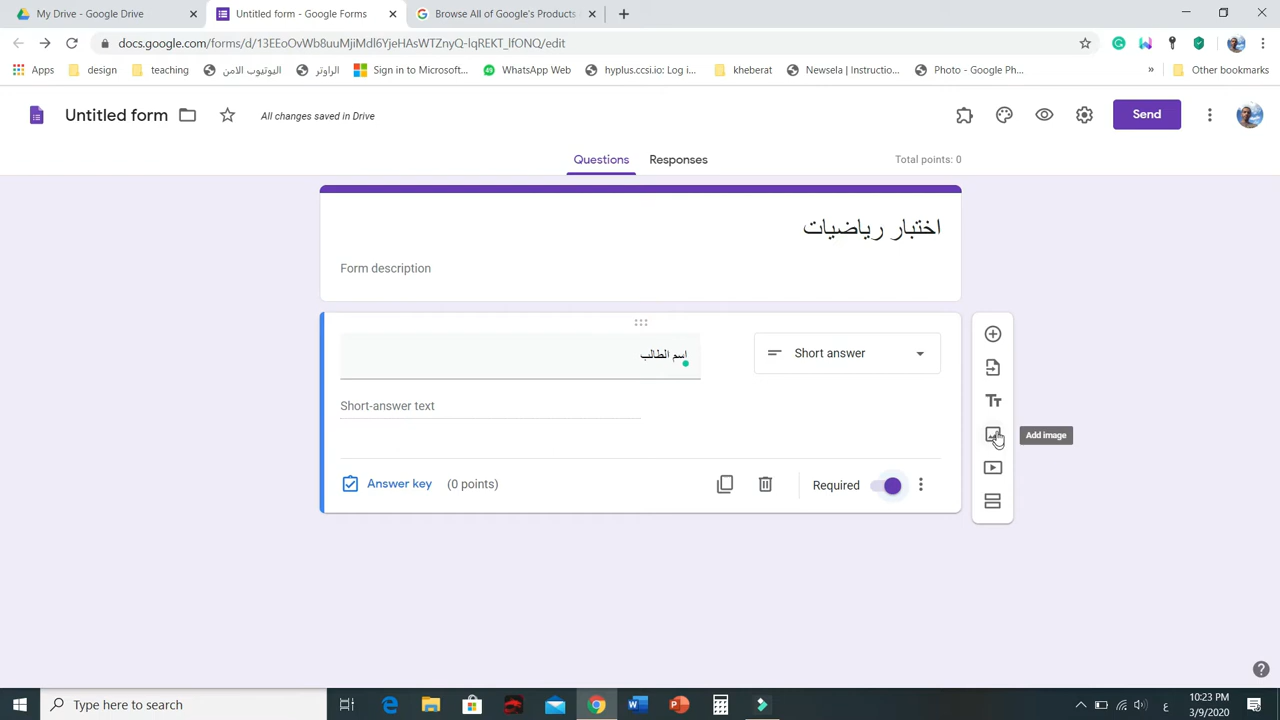 My Drive - Google Drive
Untitled form - Google Forms
Browse All of Google's Products
docs.google.com/forms/d/13EEoOvWb8uuMjiMdl6YjeHAsWTZnyQ-lqREKT_lfONQ/edit
Apps
design
teaching
اليوتيوب الامن
الراوتر
Sign in to Microsoft...
WhatsApp Web
hyplus.ccsi.io: Log i...
kheberat
Newsela | Instructio...
Photo - Google Ph...
»
Other bookmarks
Untitled form
All changes saved in Drive
Send
Questions
Responses
Total points: 0
اختبار رياضيات
Form description
اسم الطالب
Short answer
Short-answer text
Add image
Answer key
(0 points)
Required
Type here to search
ع
10:23 PM
3/9/2020